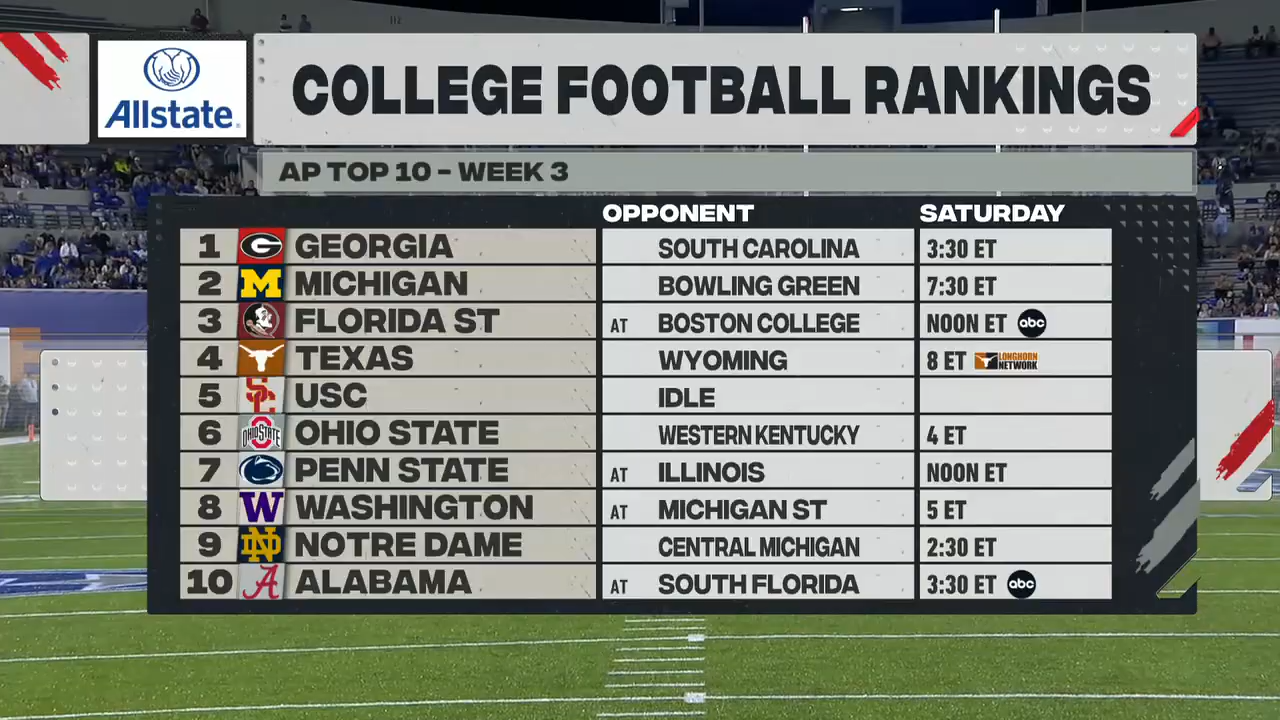 Allstate.
COLLEGE FOOTBALL RANKINGS
AP TOP 10 – WEEK 3
OPPONENT SATURDAY
1 G GEORGIA SOUTH CAROLINA 3:30 ET
2 M MICHIGAN BOWLING GREEN 7:30 ET
3 FLORIDA ST AT BOSTON COLLEGE NOON ET abc
4 TEXAS WYOMING 8 ET LONGHORN NETWORK
5 SC USC IDLE
6 OHIO STATE OHIO STATE WESTERN KENTUCKY 4 ET
7 PENN STATE AT ILLINOIS NOON ET
8 W WASHINGTON AT MICHIGAN ST 5 ET
9 ND NOTRE DAME CENTRAL MICHIGAN 2:30 ET
10 A ALABAMA AT SOUTH FLORIDA 3:30 ET abc